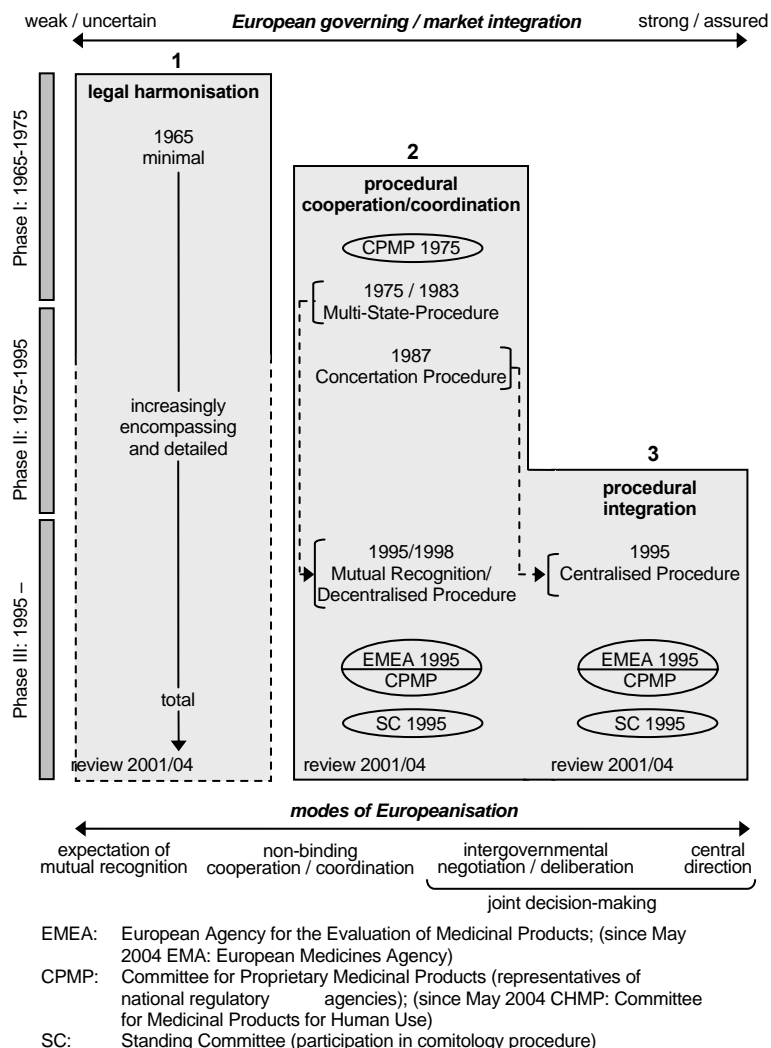 weak / uncertain European governing / market integration strong / assured
1
legal harmonisation
1965
minimal
increasingly
encompassing
and detailed
total
review 2001/04
2
procedural
cooperation/coordination
CPMP 1975
1975 / 1983
Multi-State-Procedure
1987
Concertation Procedure
1995/1998
Mutual Recognition/
Decentralised Procedure
EMEA 1995
CPMP
SC 1995
review 2001/04
3
procedural
integration
1995
Centralised Procedure
EMEA 1995
CPMP
SC 1995
review 2001/04
Phase I: 1965-1975
Phase II: 1975-1995
Phase III: 1995 –
modes of Europeanisation
expectation of
mutual recognition
non-binding
cooperation / coordination
intergovernmental
negotiation / deliberation
central
direction
joint decision-making
EMEA: European Agency for the Evaluation of Medicinal Products; (since May
2004 EMA: European Medicines Agency)
CPMP: Committee for Proprietary Medicinal Products (representatives of
national regulatory agencies); (since May 2004 CHMP: Committee
for Medicinal Products for Human Use)
SC: Standing Committee (participation in comitology procedure)